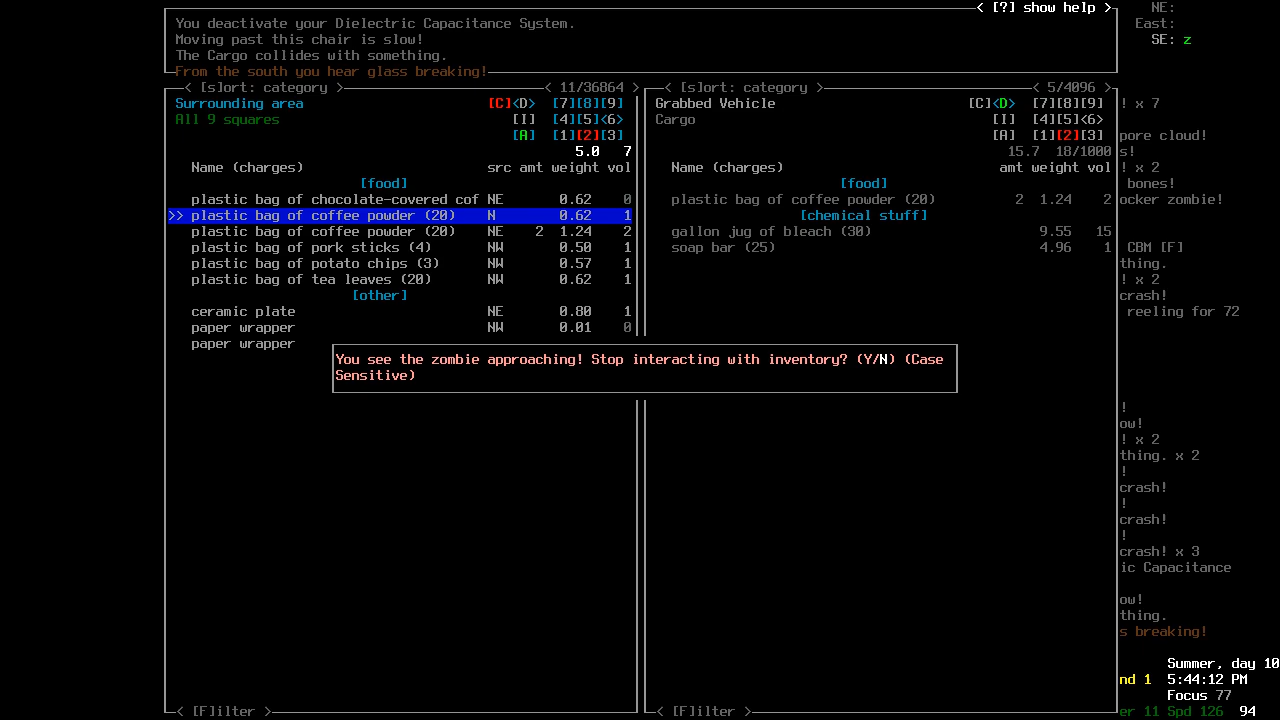 < [?] show help >
NE:
You deactivate your Dielectric Capacitance System.
East:
Moving past this chair is slow!
SE: z
The Cargo collides with something.
From the south you hear glass breaking!
< [s]ort: category > < 11/36864 > < [s]ort: category > < 5/4096 >
Surrounding area [C]<D> [7][8][9] Grabbed Vehicle [C]<D> [7][8][9] ! x 7
All 9 squares [I] [4][5]<6> Cargo [I] [4][5]<6>
[A] [1][2][3] [A] [1][2][3] pore cloud!
5.0 7 15.7 18/1000 s!
Name (charges) src amt weight vol Name (charges) amt weight vol ! x 2
[food] [food] bones!
plastic bag of chocolate-covered cof NE 0.62 0 plastic bag of coffee powder (20) 2 1.24 2 ocker zombie!
>> plastic bag of coffee powder (20) N 0.62 1 [chemical stuff]
plastic bag of coffee powder (20) NE 2 1.24 2 gallon jug of bleach (30) 9.55 15
plastic bag of pork sticks (4) NW 0.50 1 soap bar (25) 4.96 1 CBM [F]
plastic bag of potato chips (3) NW 0.57 1 thing.
plastic bag of tea leaves (20) NW 0.62 1 ! x 2
[other] crash!
ceramic plate NE 0.80 1 reeling for 72
paper wrapper NW 0.01 0
paper wrapper
You see the zombie approaching! Stop interacting with inventory? (Y/N) (Case
Sensitive)
!
ow!
! x 2
thing. x 2
!
crash!
!
crash!
!
crash! x 3
ic Capacitance
ow!
thing.
s breaking!
Summer, day 10
nd 1 5:44:12 PM
Focus 77
< [F]ilter > < [F]ilter > er 11 Spd 126 94